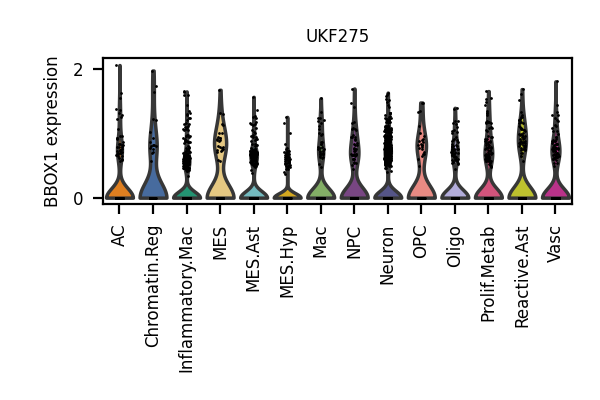 UKF275
BBOX1 expression
2
0
AC
Chromatin.Reg
Inflammatory.Mac
MES
MES.Ast
MES.Hyp
Mac
NPC
Neuron
OPC
Oligo
Prolif.Metab
Reactive.Ast
Vasc